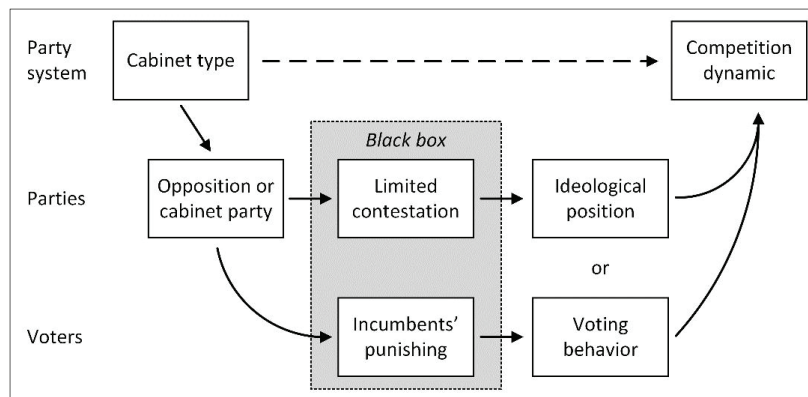 Party
system
Cabinet type
Competition
dynamic
Black box
Parties
Opposition or
cabinet party
Limited
contestation
Ideological
position
or
Voters
Incumbents'
punishing
Voting
behavior